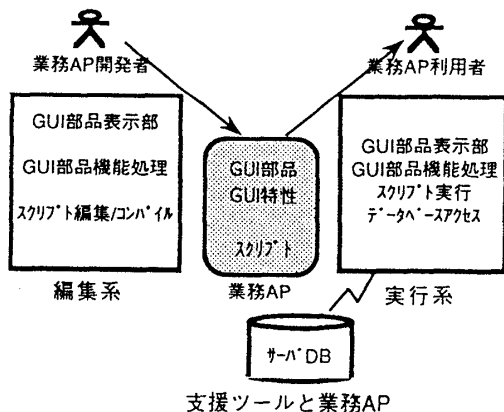 業務AP開発者
業務AP利用者
GUI部品表示部
GUI部品機能処理
スクリプト編集/コンパイル
編集系
GUI部品
GUI特性
スクリプト
業務AP
GUI部品表示部
GUI部品機能処理
スクリプト実行
データベースアクセス
実行系
サーバDB
支援ツールと業務AP